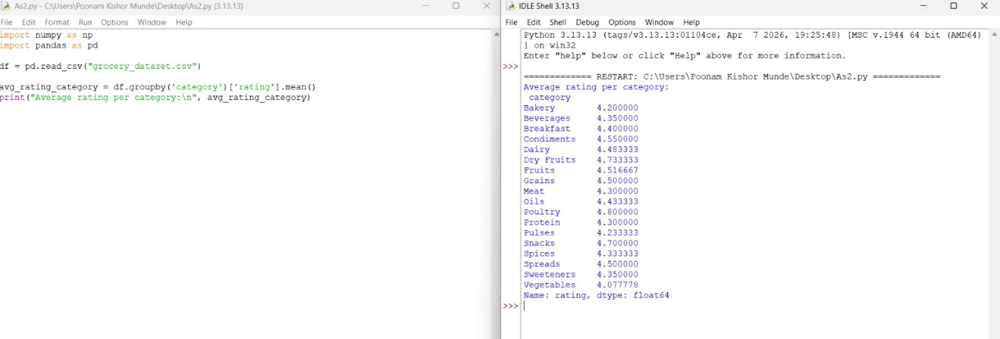 As2.py - C:\Users\Poonam Kishor Munde\Desktop\As2.py (3.13.13)
File Edit Format Run Options Window Help
import numpy as np
import pandas as pd
df = pd.read_csv("grocery_dataset.csv")
avg_rating_category = df.groupby('category')['rating'].mean()
print("Average rating per category:\n", avg_rating_category)
IDLE Shell 3.13.13
File Edit Shell Debug Options Window Help
Python 3.13.13 (tags/v3.13.13:01104ce, Apr 7 2026, 19:25:48) [MSC v.1944 64 bit (AMD64)
] on win32
Enter "help" below or click "Help" above for more information.
>>>
============= RESTART: C:\Users\Poonam Kishor Munde\Desktop\As2.py =============
Average rating per category:
category
Bakery 4.200000
Beverages 4.350000
Breakfast 4.400000
Condiments 4.550000
Dairy 4.483333
Dry Fruits 4.733333
Fruits 4.516667
Grains 4.500000
Meat 4.300000
Oils 4.433333
Poultry 4.800000
Protein 4.300000
Pulses 4.233333
Snacks 4.700000
Spices 4.333333
Spreads 4.500000
Sweeteners 4.350000
Vegetables 4.077778
Name: rating, dtype: float64
>>>